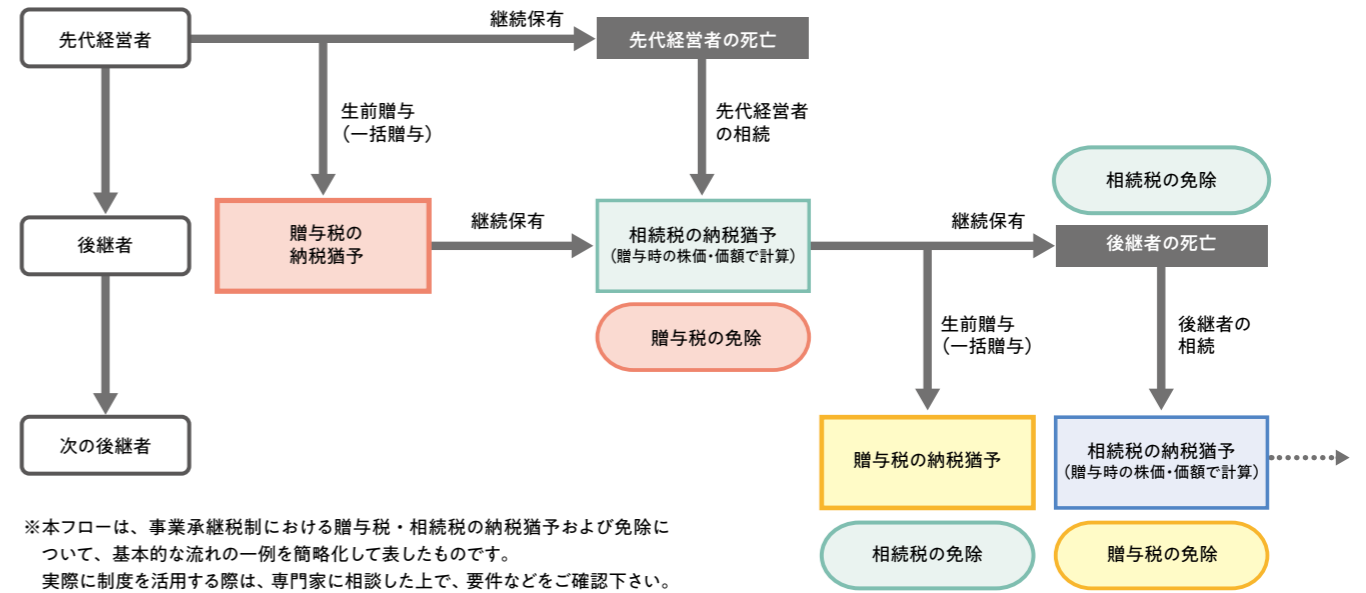 先代経営者
継続保有
先代経営者の死亡
生前贈与
(一括贈与)
先代経営者
の相続
相続税の免除
後継者
贈与税の
納税猶予
継続保有
相続税の納税猶予
(贈与時の株価・価額で計算)
継続保有
後継者の死亡
贈与税の免除
生前贈与
(一括贈与)
後継者の
相続
次の後継者
贈与税の納税猶予
相続税の納税猶予
(贈与時の株価・価額で計算)
相続税の免除
贈与税の免除
※本フローは、事業承継税制における贈与税・相続税の納税猶予および免除に
ついて、基本的な流れの一例を簡略化して表したものです。
実際に制度を活用する際は、専門家に相談した上で、要件などをご確認下さい。